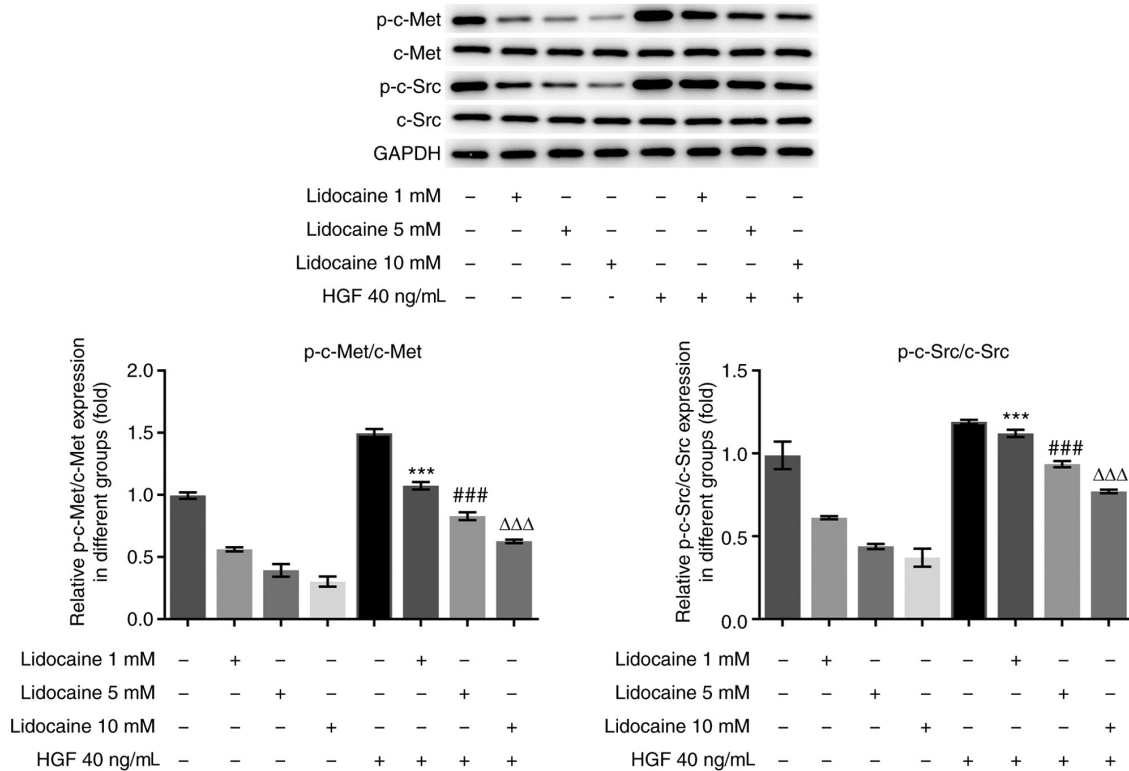 p-c-Met
c-Met
p-c-Src
c-Src
GAPDH
Lidocaine 1 mM – + – – – + – –
Lidocaine 5 mM – – + – – – + –
Lidocaine 10 mM – – – + – – – +
HGF 40 ng/mL – – – - + + + +
p-c-Met/c-Met
Relative p-c-Met/c-Met expression
in different groups (fold)
2.0
1.5
1.0
0.5
0.0
***
###
ΔΔΔ
Lidocaine 1 mM – + – – – + – –
Lidocaine 5 mM – – + – – – + –
Lidocaine 10 mM – – – + – – – +
HGF 40 ng/mL – – – – + + + +
p-c-Src/c-Src
Relative p-c-Src/c-Src expression
in different groups (fold)
1.5
1.0
0.5
0.0
***
###
ΔΔΔ
Lidocaine 1 mM – + – – – + – –
Lidocaine 5 mM – – + – – – + –
Lidocaine 10 mM – – – + – – – +
HGF 40 ng/mL – – – – + + + +